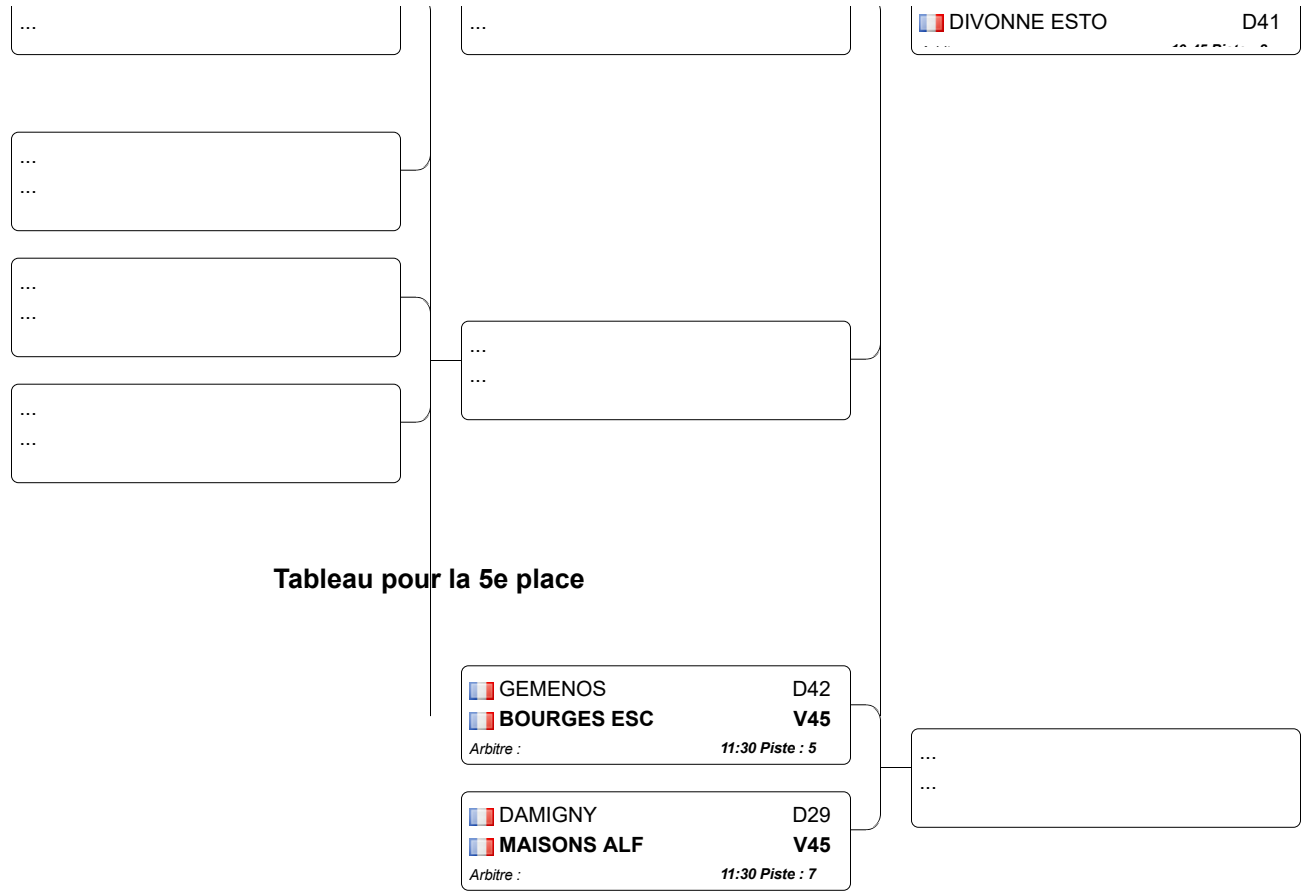 ...
...
DIVONNE ESTO D41
...
...
...
...
...
...
...
...
Tableau pour la 5e place
GEMENOS D42
BOURGES ESC V45
Arbitre : 11:30 Piste : 5
...
...
DAMIGNY D29
MAISONS ALF V45
Arbitre : 11:30 Piste : 7